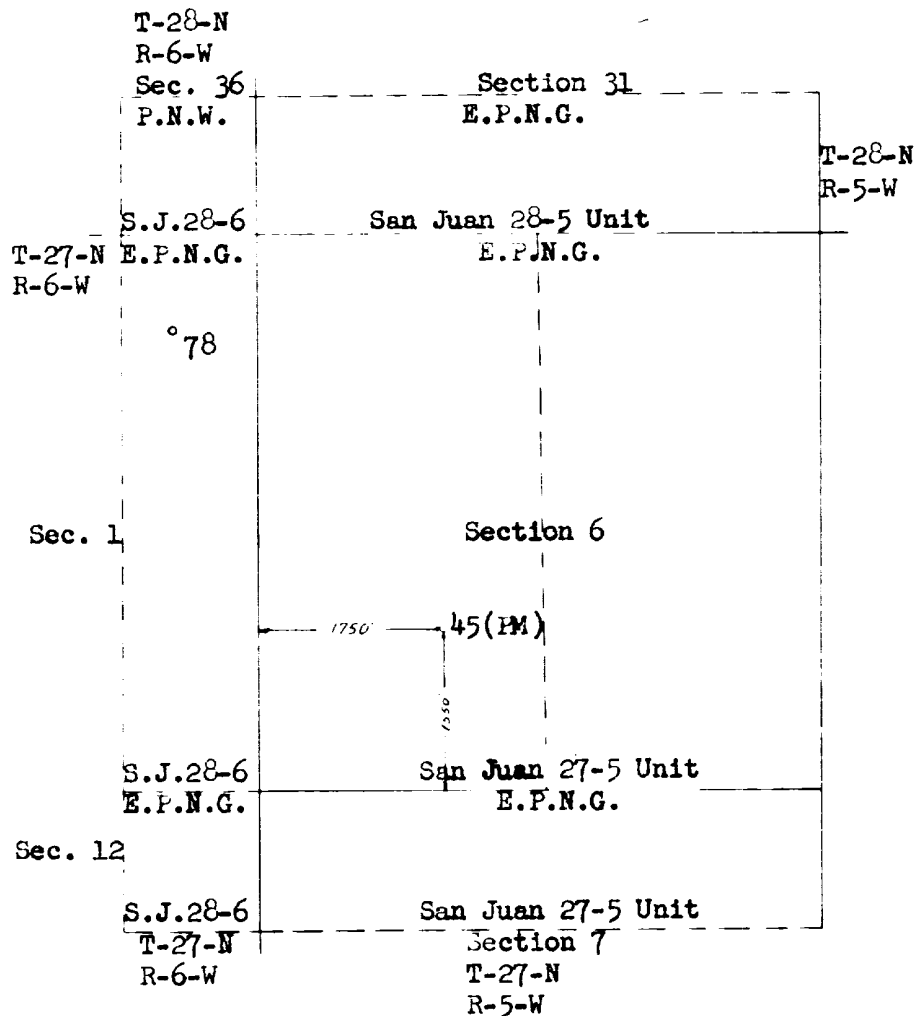 T-28-N
R-6-W
Sec. 36
P.N.W.
Section 31
E.P.N.G.
T-28-N
R-5-W
S.J.28-6
San Juan 28-5 Unit
T-27-N
R-6-W
E.P.N.G.
E.P.N.G.
78
Sec. 1
Section 6
1750'
45(PM)
S.J.28-6
E.P.N.G.
San Juan 27-5 Unit
E.P.N.G.
Sec. 12
S.J.28-6
San Juan 27-5 Unit
T-27-N
R-6-W
Section 7
T-27-N
R-5-W